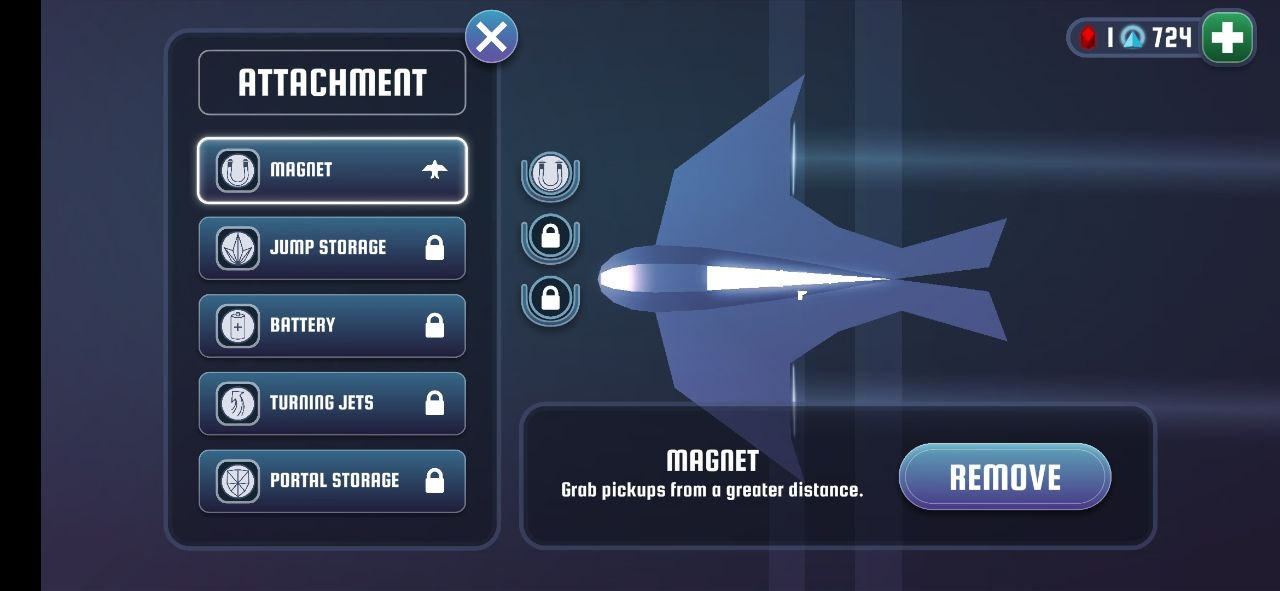 1 724
ATTACHMENT
MAGNET
JUMP STORAGE
BATTERY
TURNING JETS
PORTAL STORAGE
MAGNET
Grab pickups from a greater distance.
REMOVE